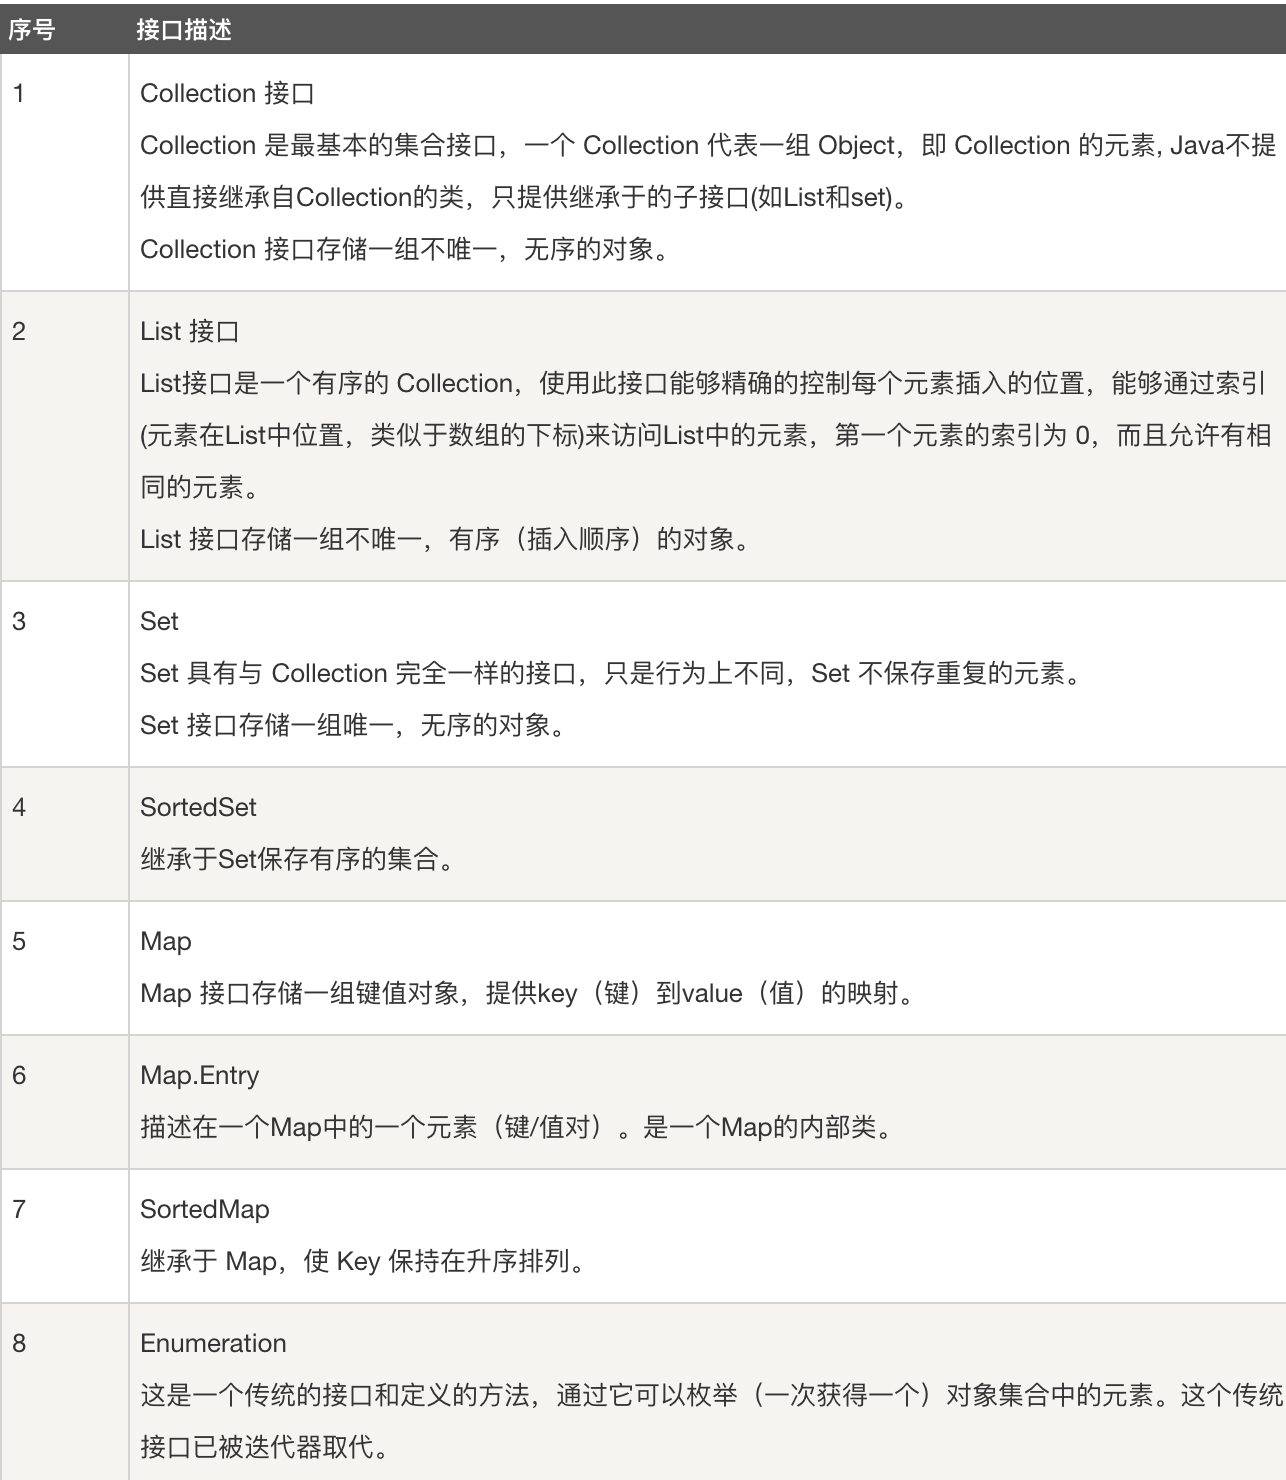 序号 接口描述
1 Collection 接口
Collection 是最基本的集合接口，一个 Collection 代表一组 Object，即 Collection 的元素, Java不提
供直接继承自Collection的类，只提供继承于的子接口(如List和set)。
Collection 接口存储一组不唯一，无序的对象。
2 List 接口
List接口是一个有序的 Collection，使用此接口能够精确的控制每个元素插入的位置，能够通过索引
(元素在List中位置，类似于数组的下标)来访问List中的元素，第一个元素的索引为 0，而且允许有相
同的元素。
List 接口存储一组不唯一，有序（插入顺序）的对象。
3 Set
Set 具有与 Collection 完全一样的接口，只是行为上不同，Set 不保存重复的元素。
Set 接口存储一组唯一，无序的对象。
4 SortedSet
继承于Set保存有序的集合。
5 Map
Map 接口存储一组键值对象，提供key（键）到value（值）的映射。
6 Map.Entry
描述在一个Map中的一个元素（键/值对）。是一个Map的内部类。
7 SortedMap
继承于 Map，使 Key 保持在升序排列。
8 Enumeration
这是一个传统的接口和定义的方法，通过它可以枚举（一次获得一个）对象集合中的元素。这个传统
接口已被迭代器取代。